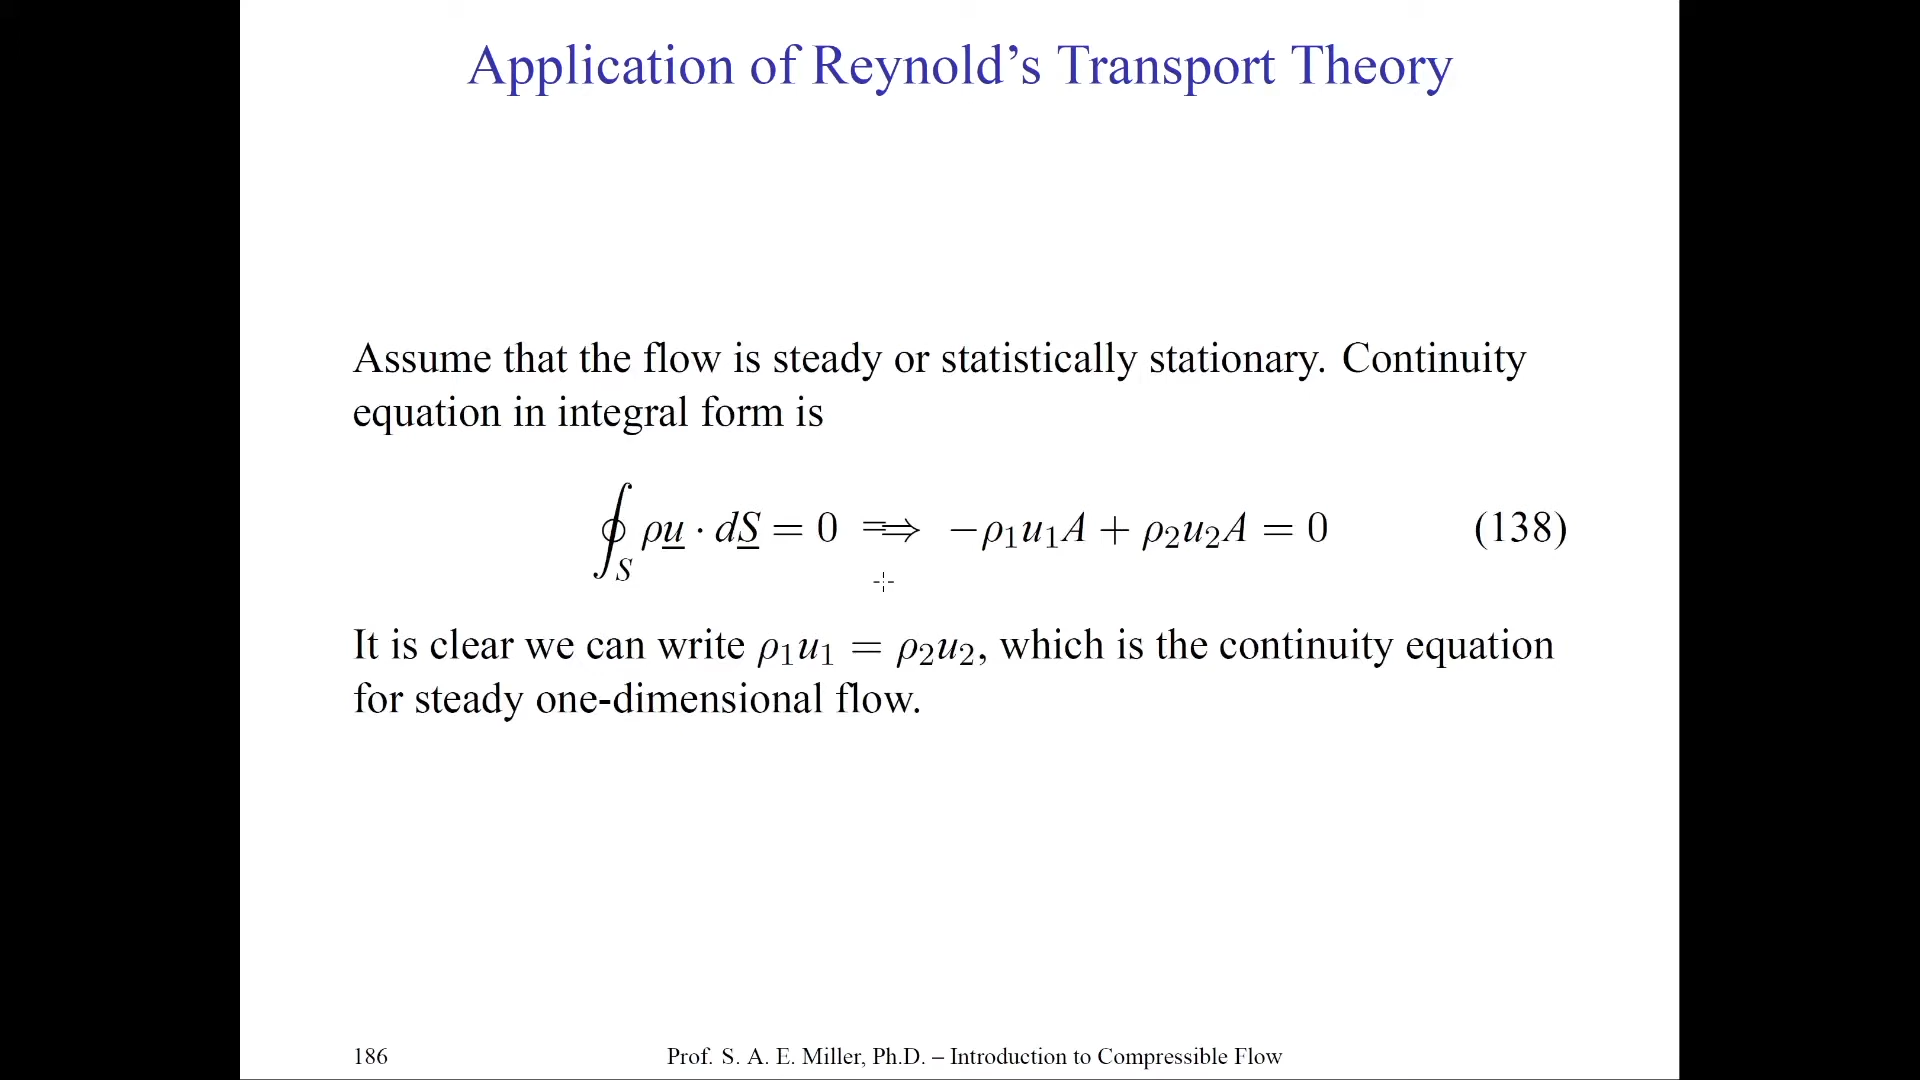 Application of Reynold’s Transport Theory
Assume that the flow is steady or statistically stationary. Continuity
equation in integral form is
∮_S ρu̲ · dS̲ = 0 ⟹ −ρ₁u₁A + ρ₂u₂A = 0 (138)
It is clear we can write ρ₁u₁ = ρ₂u₂, which is the continuity equation
for steady one-dimensional flow.
186 Prof. S. A. E. Miller, Ph.D. – Introduction to Compressible Flow